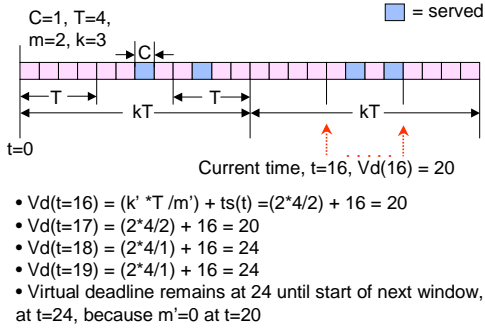 C=1, T=4,
m=2, k=3
= served
C
T
T
kT
kT
t=0
Current time, t=16, Vd(16) = 20
• Vd(t=16) = (k' *T /m') + ts(t) =(2*4/2) + 16 = 20
• Vd(t=17) = (2*4/2) + 16 = 20
• Vd(t=18) = (2*4/1) + 16 = 24
• Vd(t=19) = (2*4/1) + 16 = 24
• Virtual deadline remains at 24 until start of next window,
at t=24, because m'=0 at t=20